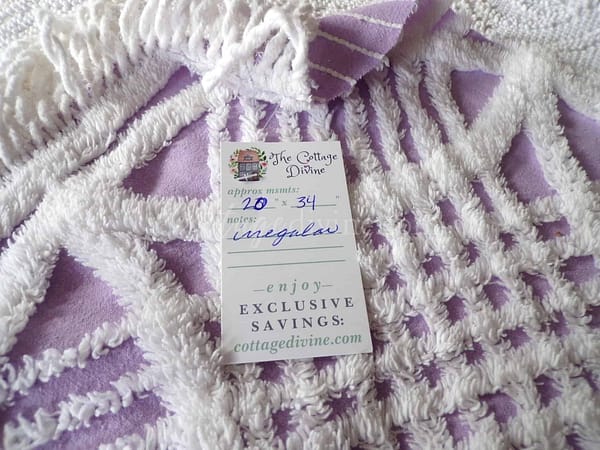 The Cottage
Divine
approx msmts:
20 " x 34 "
notes:
irregular
—enjoy—
EXCLUSIVE
SAVINGS:
cottagedivine.com